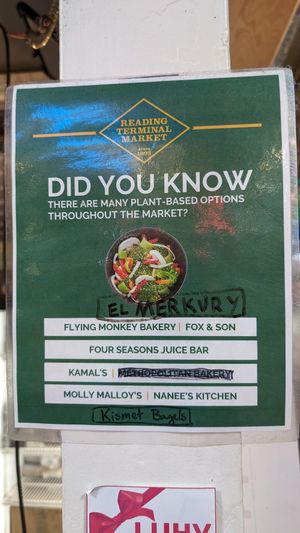 READING
TERMINAL
MARKET
SINCE
1893
DID YOU KNOW
THERE ARE MANY PLANT-BASED OPTIONS
THROUGHOUT THE MARKET?
EL MERKURY
FLYING MONKEY BAKERY | FOX & SON
FOUR SEASONS JUICE BAR
KAMAL'S | METROPOLITAN BAKERY
MOLLY MALLOY'S | NANEE'S KITCHEN
Kismet Bagels
LUHV